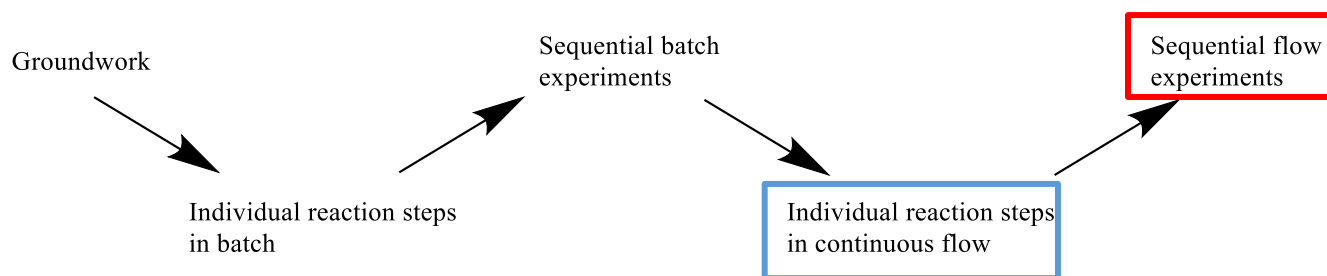 Groundwork
Individual reaction steps
in batch
Sequential batch
experiments
Individual reaction steps
in continuous flow
Sequential flow
experiments